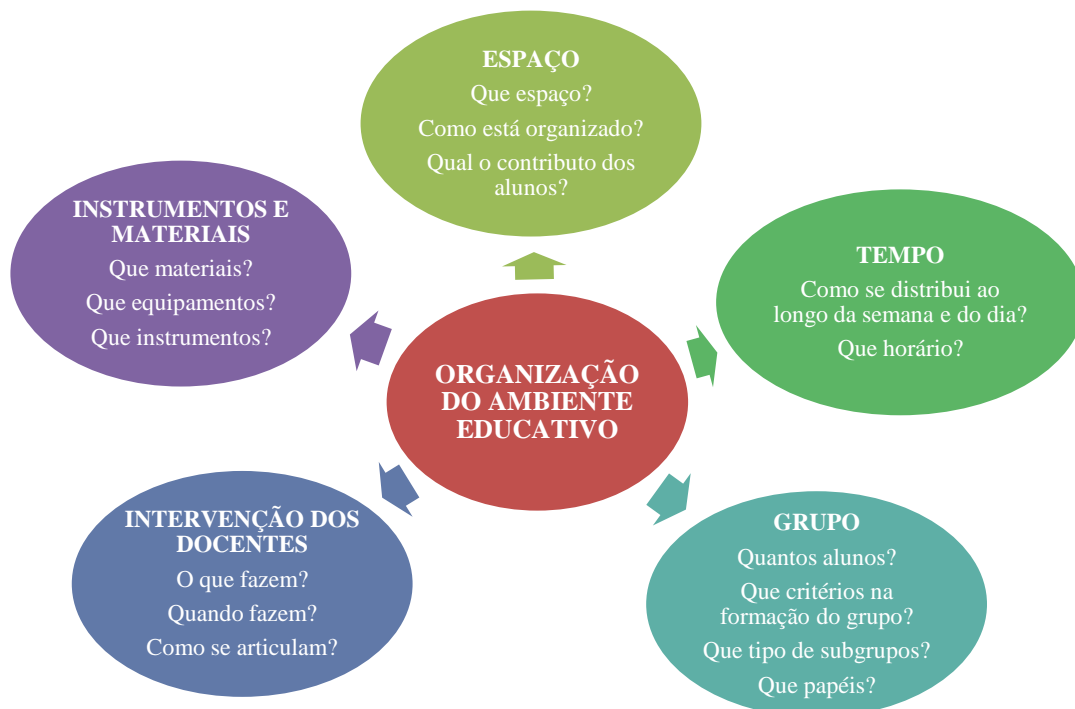 ESPAÇO
Que espaço?
Como está organizado?
Qual o contributo dos
alunos?
INSTRUMENTOS E
MATERIAIS
Que materiais?
Que equipamentos?
Que instrumentos?
TEMPO
Como se distribui ao
longo da semana e do dia?
Que horário?
ORGANIZAÇÃO
DO AMBIENTE
EDUCATIVO
INTERVENÇÃO DOS
DOCENTES
O que fazem?
Quando fazem?
Como se articulam?
GRUPO
Quantos alunos?
Que critérios na
formação do grupo?
Que tipo de subgrupos?
Que papéis?